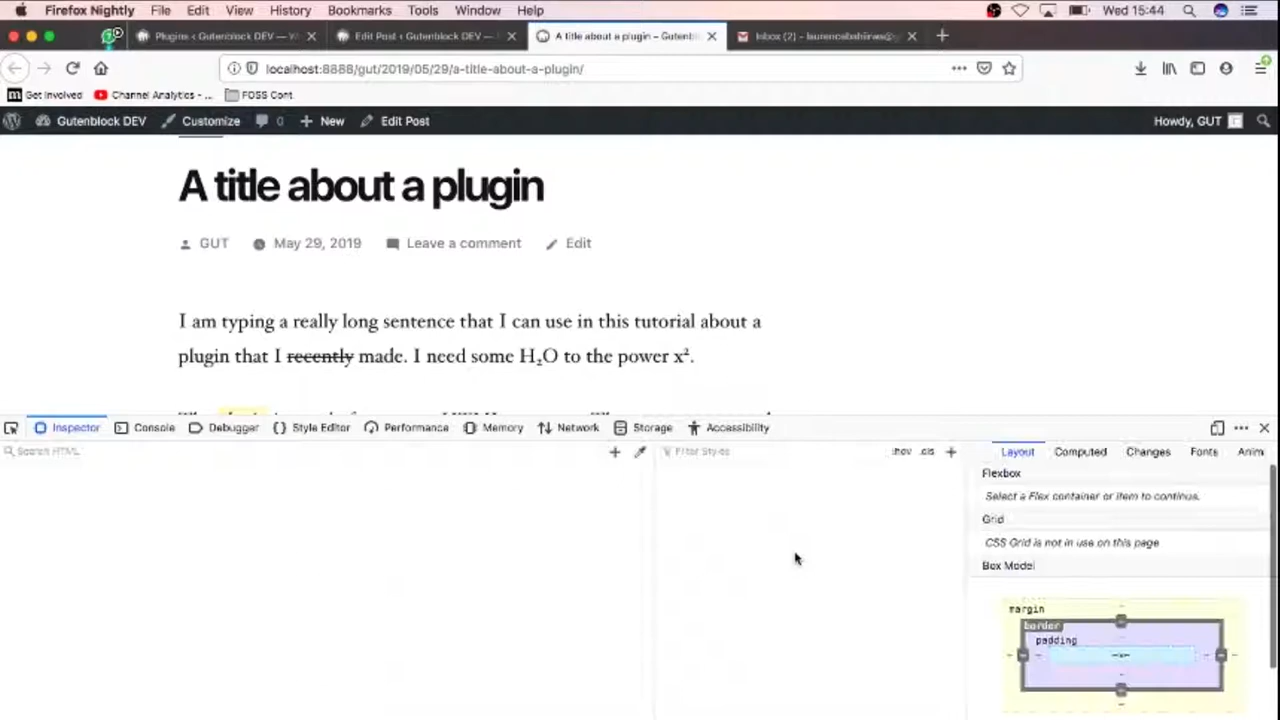 Firefox Nightly File Edit View History Bookmarks Tools Window Help Wed 15:44
Plugins ‹ Gutenblock DEV — Edit Post ‹ Gutenblock DEV — A title about a plugin – Gutenb Inbox (2) -
localhost:8888/gut/2019/05/29/a-title-about-a-plugin/
Get Involved Channel Analytics - ... FOSS Cont
Gutenblock DEV Customize 0 New Edit Post Howdy, GUT
A title about a plugin
GUT May 29, 2019 Leave a comment Edit
I am typing a really long sentence that I can use in this tutorial about a
plugin that I recently made. I need some H₂O to the power x².
Inspector Console Debugger Style Editor Performance Memory Network Storage Accessibility
Search HTML Filter Styles :hov .cls Layout Computed Changes Fonts Anim
Flexbox
Select a Flex container or item to continue.
Grid
CSS Grid is not in use on this page
Box Model
margin
border
padding